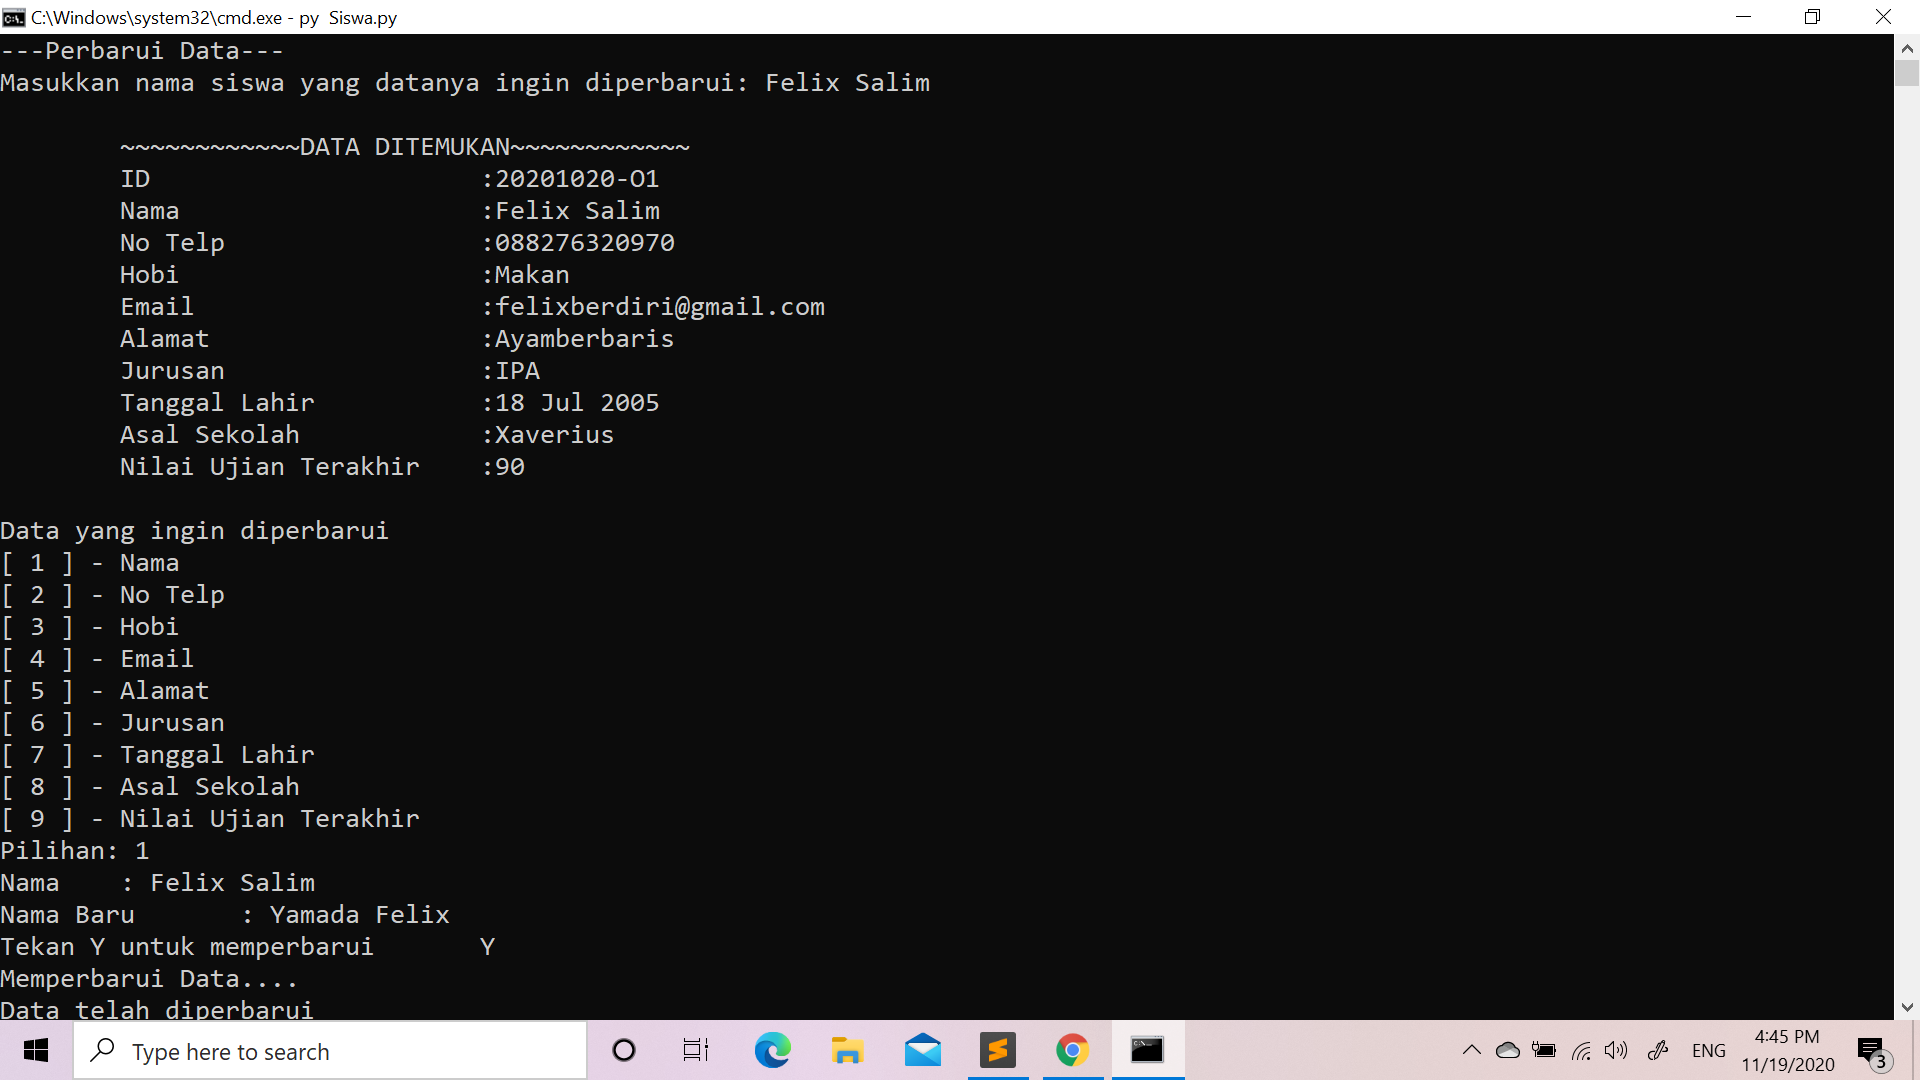 C:\Windows\system32\cmd.exe - py  Siswa.py
---Perbarui Data---
Masukkan nama siswa yang datanya ingin diperbarui: Felix Salim
~~~~~~~~~~~~DATA DITEMUKAN~~~~~~~~~~~~
ID :20201020-O1
Nama :Felix Salim
No Telp :088276320970
Hobi :Makan
Email :felixberdiri@gmail.com
Alamat :Ayamberbaris
Jurusan :IPA
Tanggal Lahir :18 Jul 2005
Asal Sekolah :Xaverius
Nilai Ujian Terakhir :90
Data yang ingin diperbarui
[ 1 ] - Nama
[ 2 ] - No Telp
[ 3 ] - Hobi
[ 4 ] - Email
[ 5 ] - Alamat
[ 6 ] - Jurusan
[ 7 ] - Tanggal Lahir
[ 8 ] - Asal Sekolah
[ 9 ] - Nilai Ujian Terakhir
Pilihan: 1
Nama : Felix Salim
Nama Baru : Yamada Felix
Tekan Y untuk memperbarui Y
Memperbarui Data....
Data telah diperbarui
Type here to search
ENG
4:45 PM
11/19/2020
3